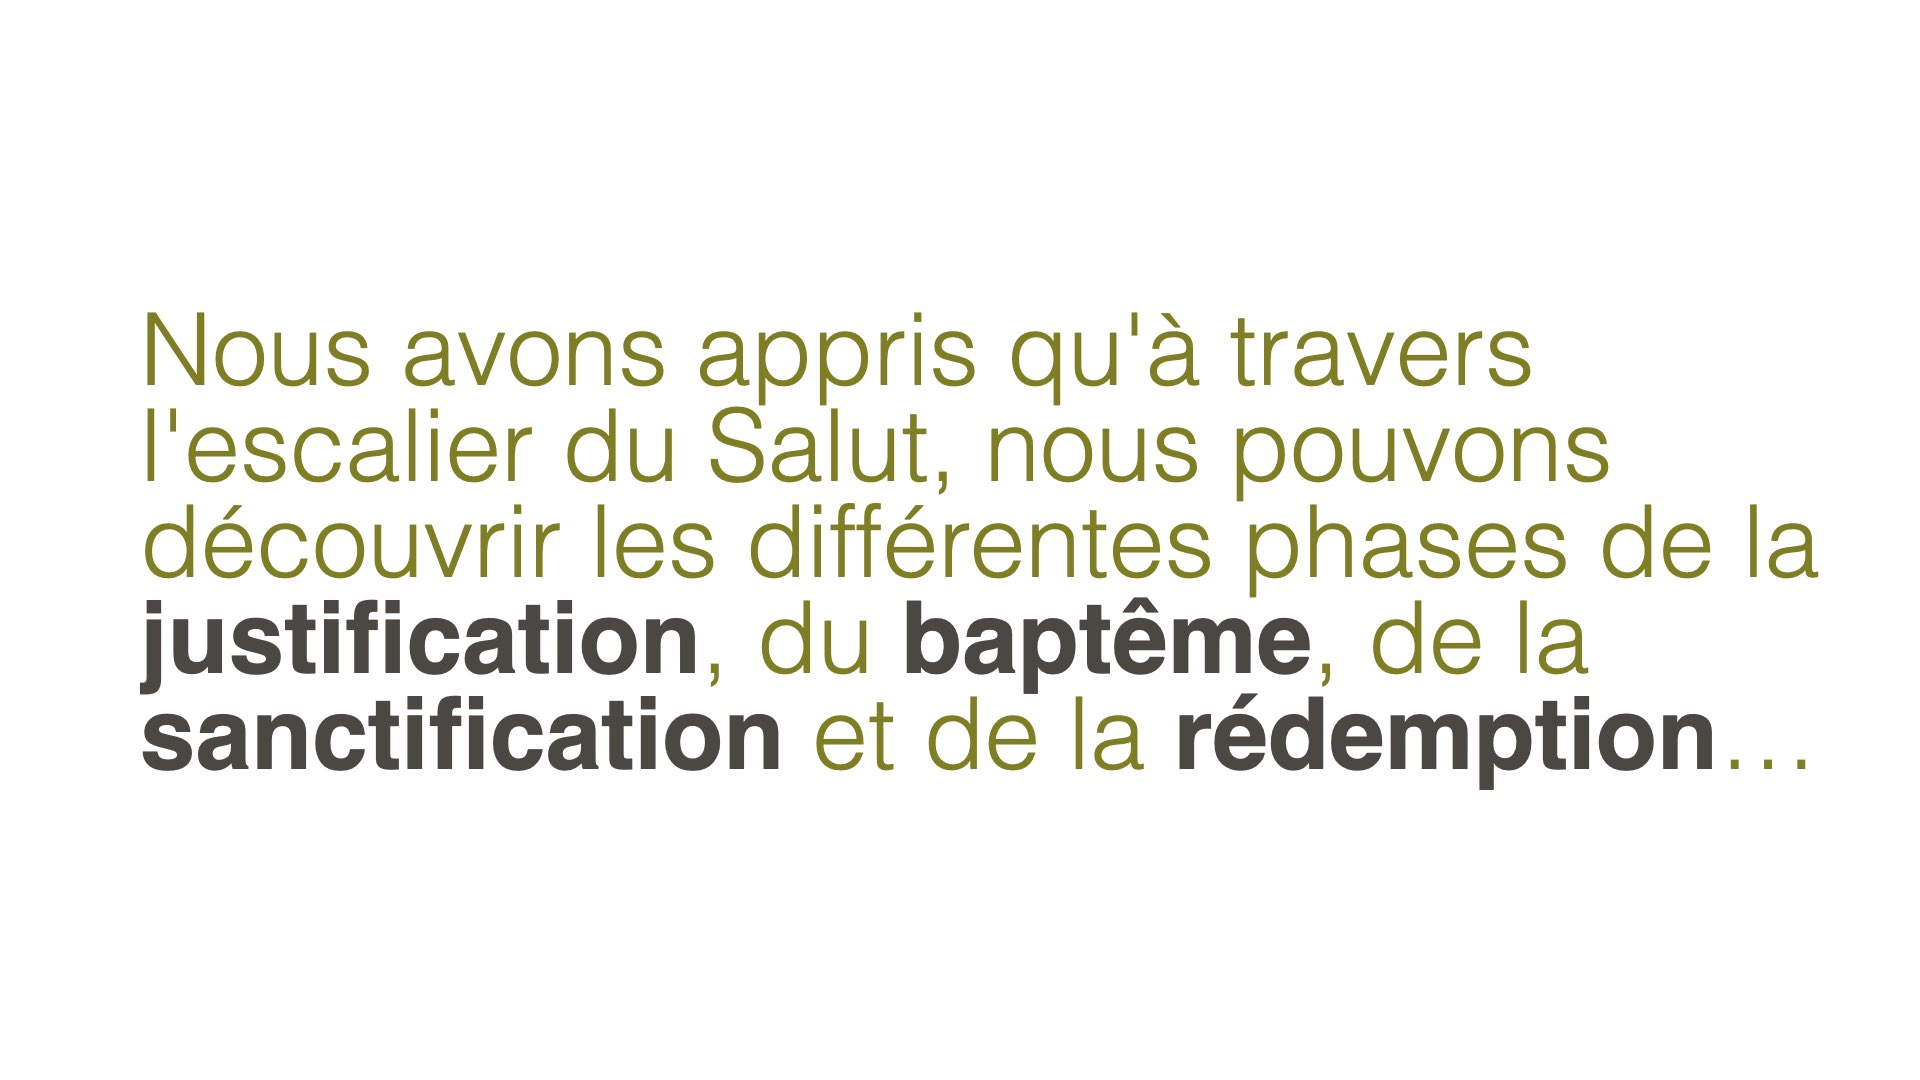 Nous avons appris qu'à travers
l'escalier du Salut, nous pouvons
découvrir les différentes phases de la
justification, du baptême, de la
sanctification et de la rédemption…